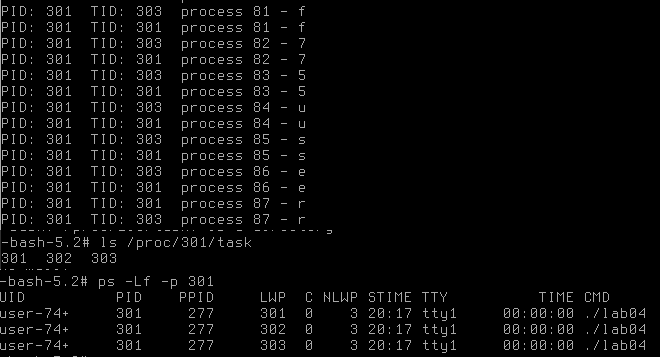 PID: 301 TID: 303 process 81 - f
PID: 301 TID: 301 process 81 - f
PID: 301 TID: 303 process 82 - 7
PID: 301 TID: 301 process 82 - 7
PID: 301 TID: 303 process 83 - 5
PID: 301 TID: 301 process 83 - 5
PID: 301 TID: 303 process 84 - u
PID: 301 TID: 301 process 84 - u
PID: 301 TID: 303 process 85 - s
PID: 301 TID: 301 process 85 - s
PID: 301 TID: 303 process 86 - e
PID: 301 TID: 301 process 86 - e
PID: 301 TID: 301 process 87 - r
PID: 301 TID: 303 process 87 - r
-bash-5.2# ls /proc/301/task
301 302 303
-bash-5.2# ps -Lf -p 301
UID PID PPID LWP C NLWP STIME TTY TIME CMD
user-74+ 301 277 301 0 3 20:17 tty1 00:00:00 ./lab04
user-74+ 301 277 302 0 3 20:17 tty1 00:00:00 ./lab04
user-74+ 301 277 303 0 3 20:17 tty1 00:00:00 ./lab04